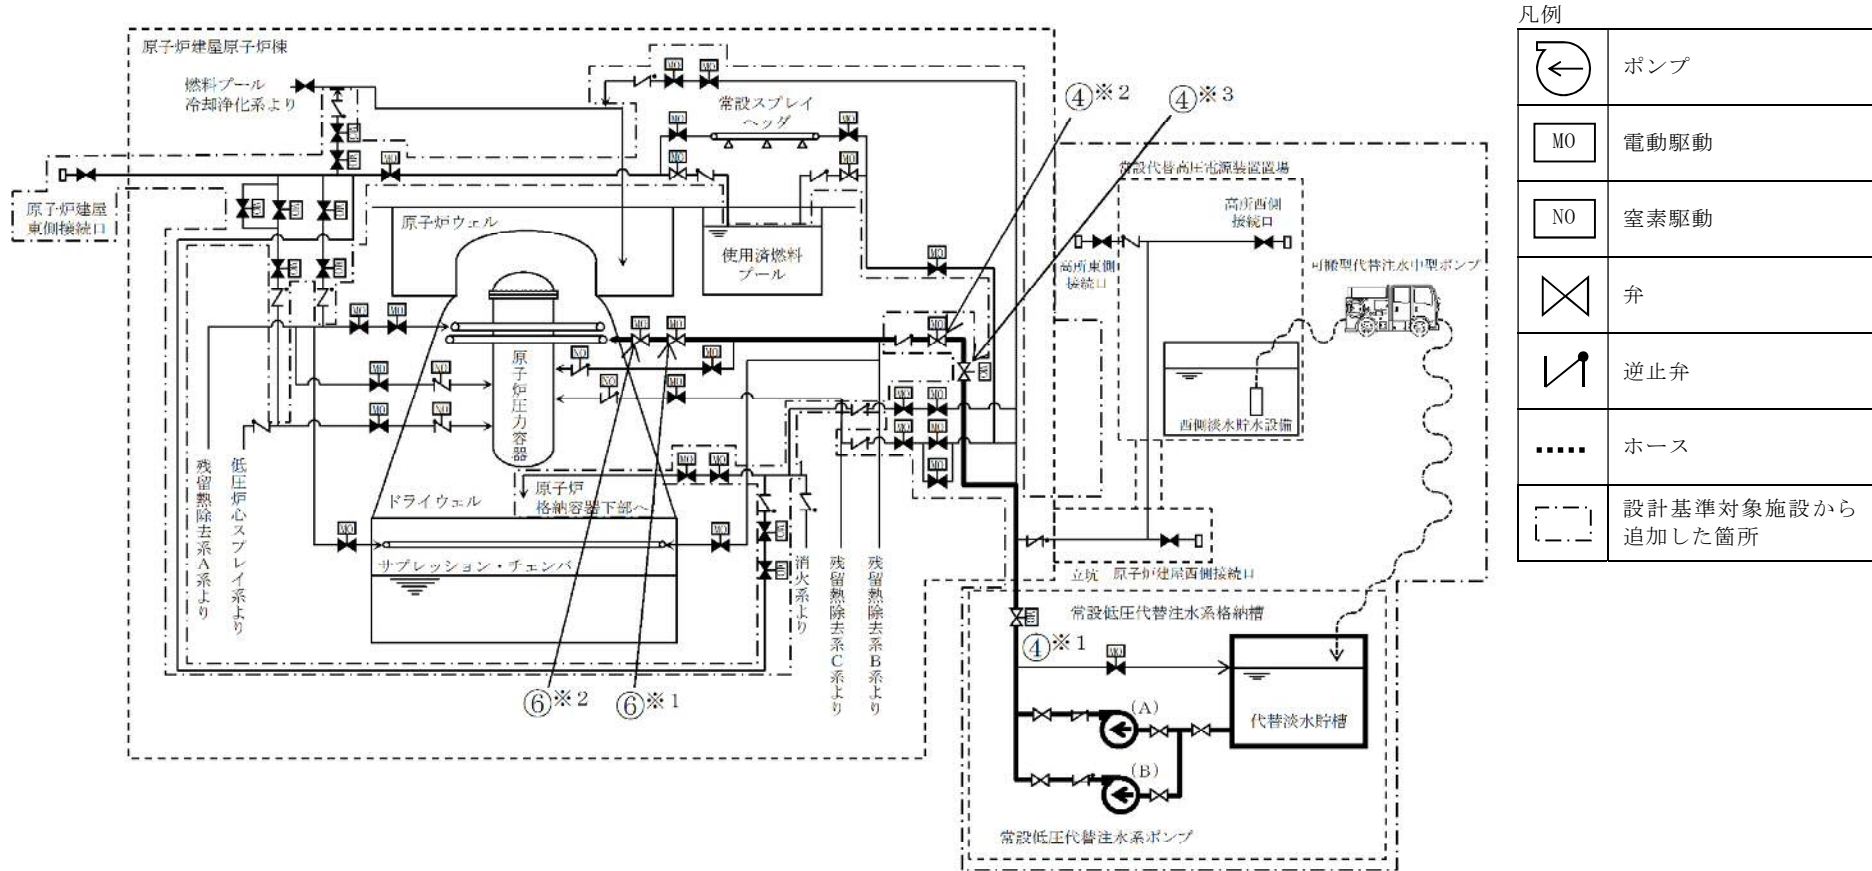 凡例
ポンプ
MO
電動駆動
NO
窒素駆動
弁
逆止弁
ホース
設計基準対象施設から
追加した箇所
原子炉建屋原子炉棟
燃料プール
冷却浄化系より
原子炉建屋
東側接続口
常設スプレイ
ヘッダ
④※2
④※3
原子炉ウェル
使用済燃料
プール
原子炉圧力容器
ドライウェル
原子炉
格納容器下部へ
サプレッション・チェンバ
残留熱除去系A系より
低圧炉心スプレイ系より
消火系より
残留熱除去系C系より
残留熱除去系B系より
⑥※2
⑥※1
常設代替高圧電源装置置場
高所西側
接続口
高所東側
接続口
可搬型代替注水中型ポンプ
西側淡水貯水設備
立坑
原子炉建屋西側接続口
常設低圧代替注水系格納槽
④※1
(A)
(B)
代替淡水貯槽
常設低圧代替注水系ポンプ